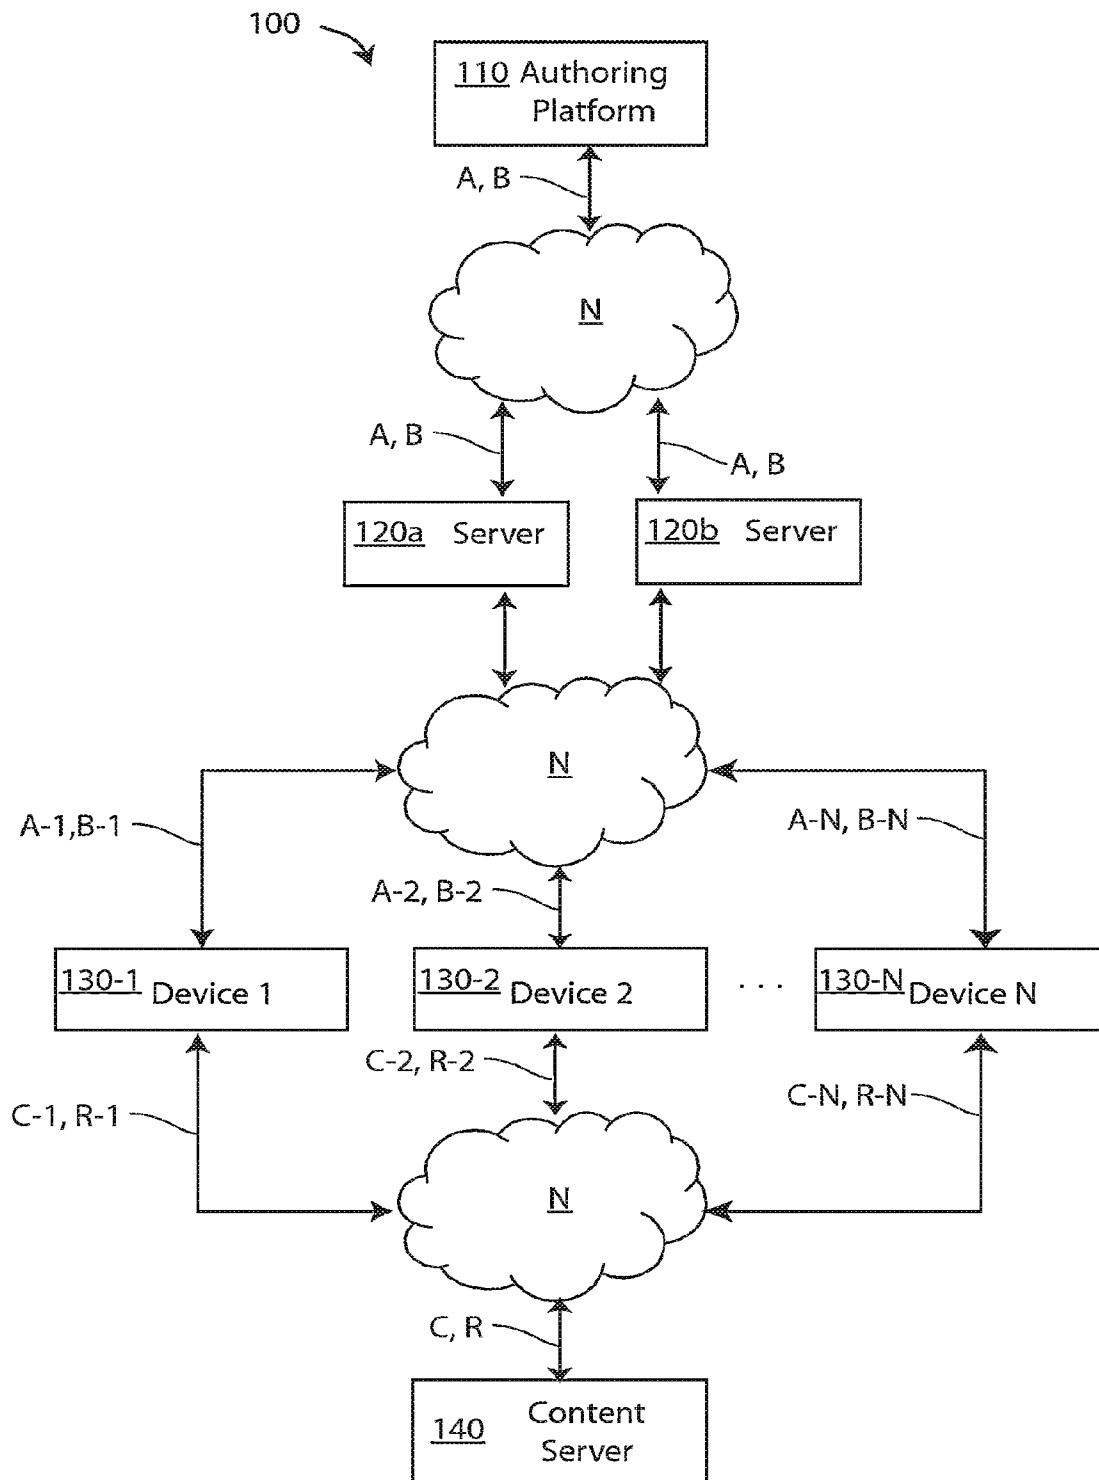 100
110 Authoring
Platform
A, B
N
A, B
A, B
120a Server
120b Server
N
A-1,B-1
A-N, B-N
A-2, B-2
130-1 Device 1
130-2 Device 2
. . .
130-N Device N
C-2, R-2
C-1, R-1
C-N, R-N
N
C, R
140 Content
Server